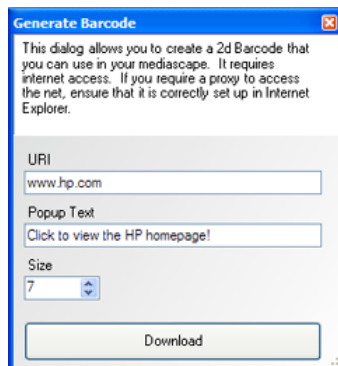 Generate Barcode
This dialog allows you to create a 2d Barcode that
you can use in your mediascape. It requires
internet access. If you require a proxy to access
the net, ensure that it is correctly set up in Internet
Explorer.
URI
www.hp.com
Popup Text
Click to view the HP homepage!
Size
7
Download